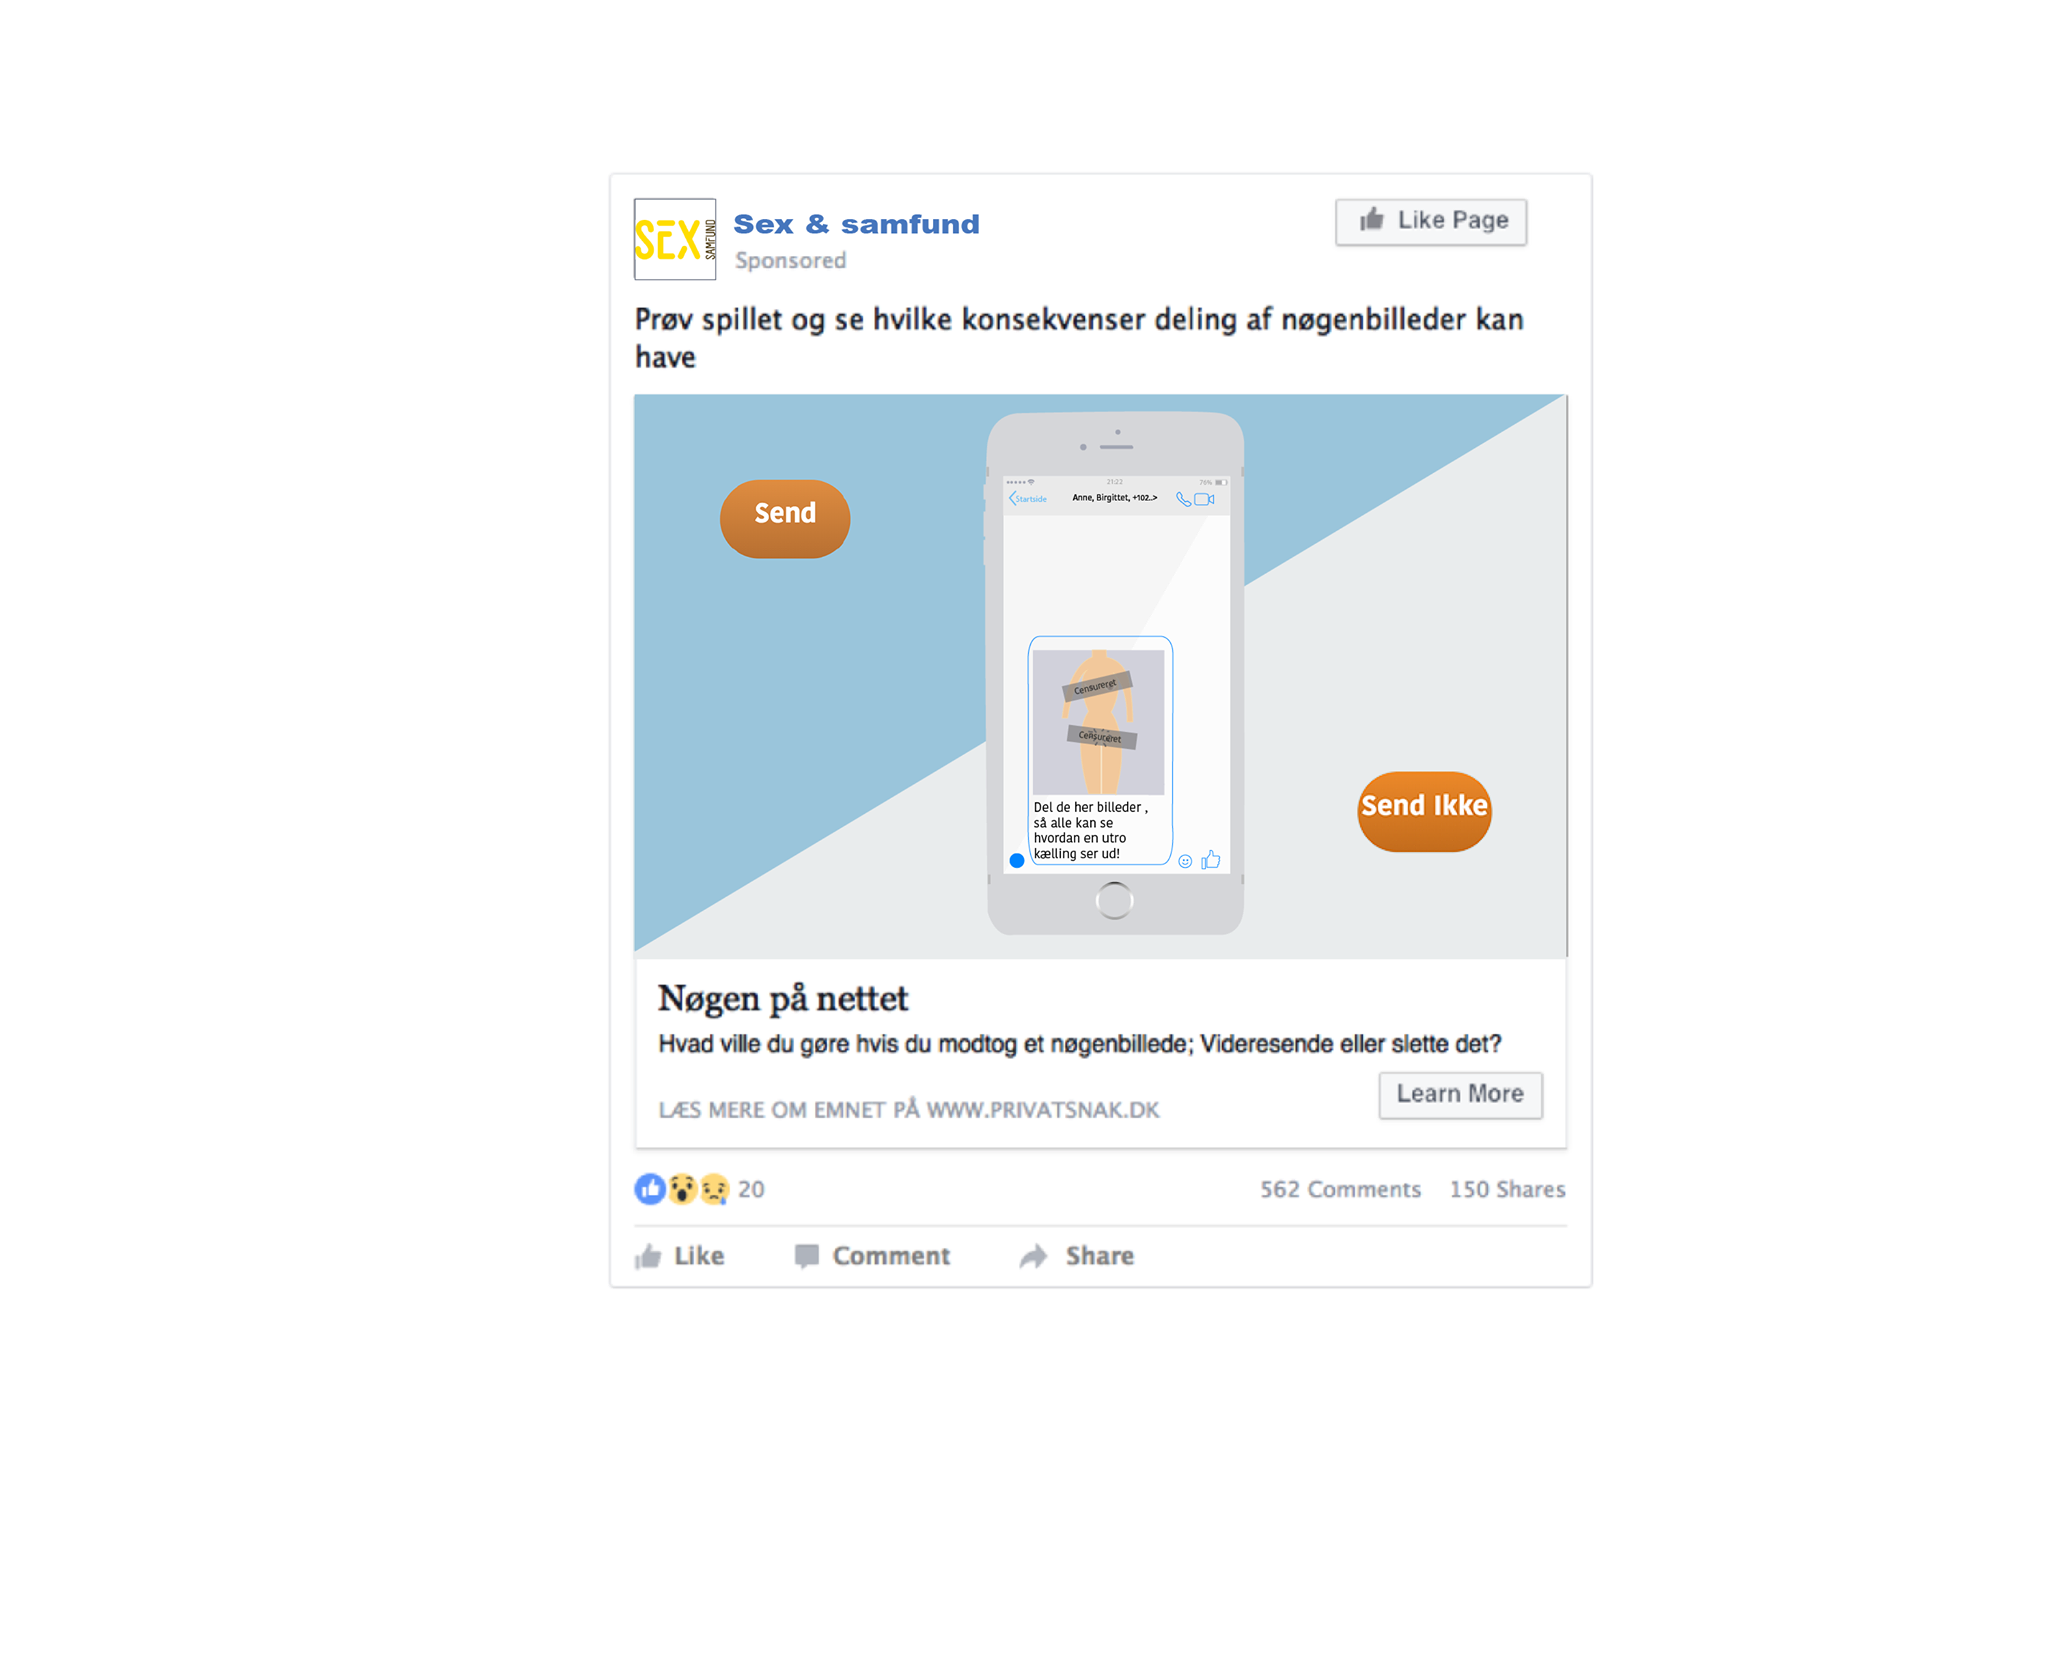 SEX
SAMFUND
Sex & samfund
Sponsored
Like Page
Prøv spillet og se hvilke konsekvenser deling af nøgenbilleder kan
have
Send
21:22
76%
Startside
Anne, Birgittet, +102..>
Censureret
Censureret
Del de her billeder ,
så alle kan se
hvordan en utro
kælling ser ud!
Send Ikke
Nøgen på nettet
Hvad ville du gøre hvis du modtog et nøgenbillede; Videresende eller slette det?
LÆS MERE OM EMNET PÅ WWW.PRIVATSNAK.DK
Learn More
20
562 Comments 150 Shares
Like Comment Share